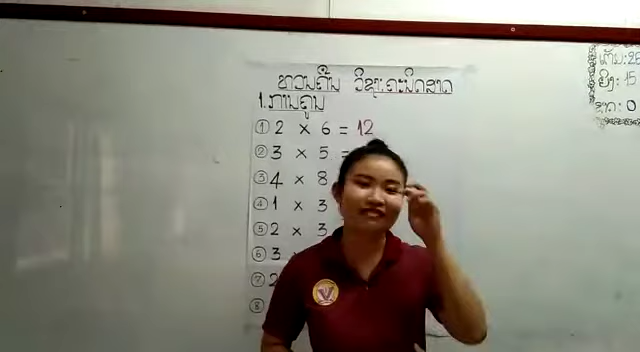 ທວນຄືນ ວິຊາຄະນິດສາດ
1.ການຄູນ
① 2 × 6 = 12
② 3 × 5 =
③ 4 × 8
④ 1 × 3
⑤ 2 × 3
⑥ 3
⑦ 2
⑧
ຍິງ: 15
ຂາດ: 0